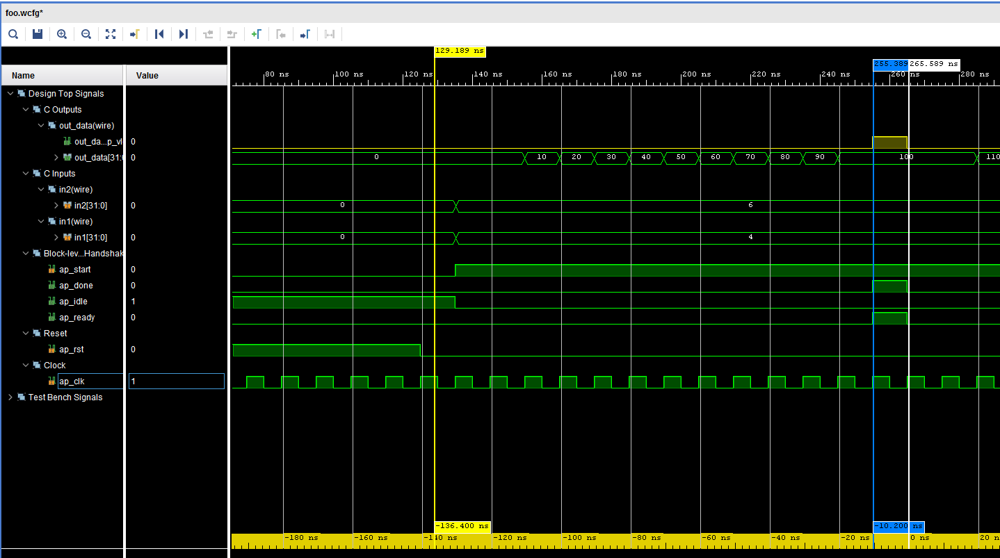 foo.wcfg*
129.189 ns
255.389 265.589 ns
Name Value
80 ns 100 ns 120 ns 140 ns 160 ns 180 ns 200 ns 220 ns 240 ns 260 ns 280 ns
Design Top Signals
C Outputs
out_data(wire)
out_da...p_vl 0
out_data[31:0 0 0 10 20 30 40 50 60 70 80 90 100 110
C Inputs
in2(wire)
in2[31:0] 0 0 6
in1(wire)
in1[31:0] 0 0 4
Block-lev...Handshak
ap_start 0
ap_done 0
ap_idle 1
ap_ready 0
Reset
ap_rst 0
Clock
ap_clk 1
Test Bench Signals
-136.400 ns -10.200 ns
-180 ns -160 ns -140 ns -120 ns -100 ns -80 ns -60 ns -40 ns -20 ns 0 ns 20 n